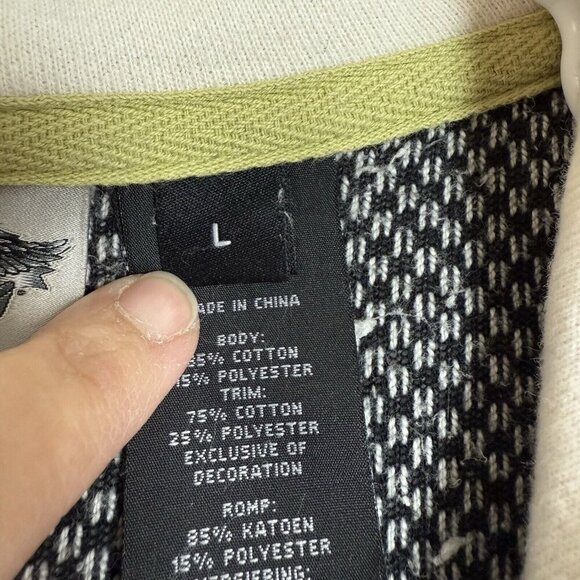 L
MADE IN CHINA
BODY:
85% COTTON
15% POLYESTER
TRIM:
75% COTTON
25% POLYESTER
EXCLUSIVE OF
DECORATION
ROMP:
85% KATOEN
15% POLYESTER